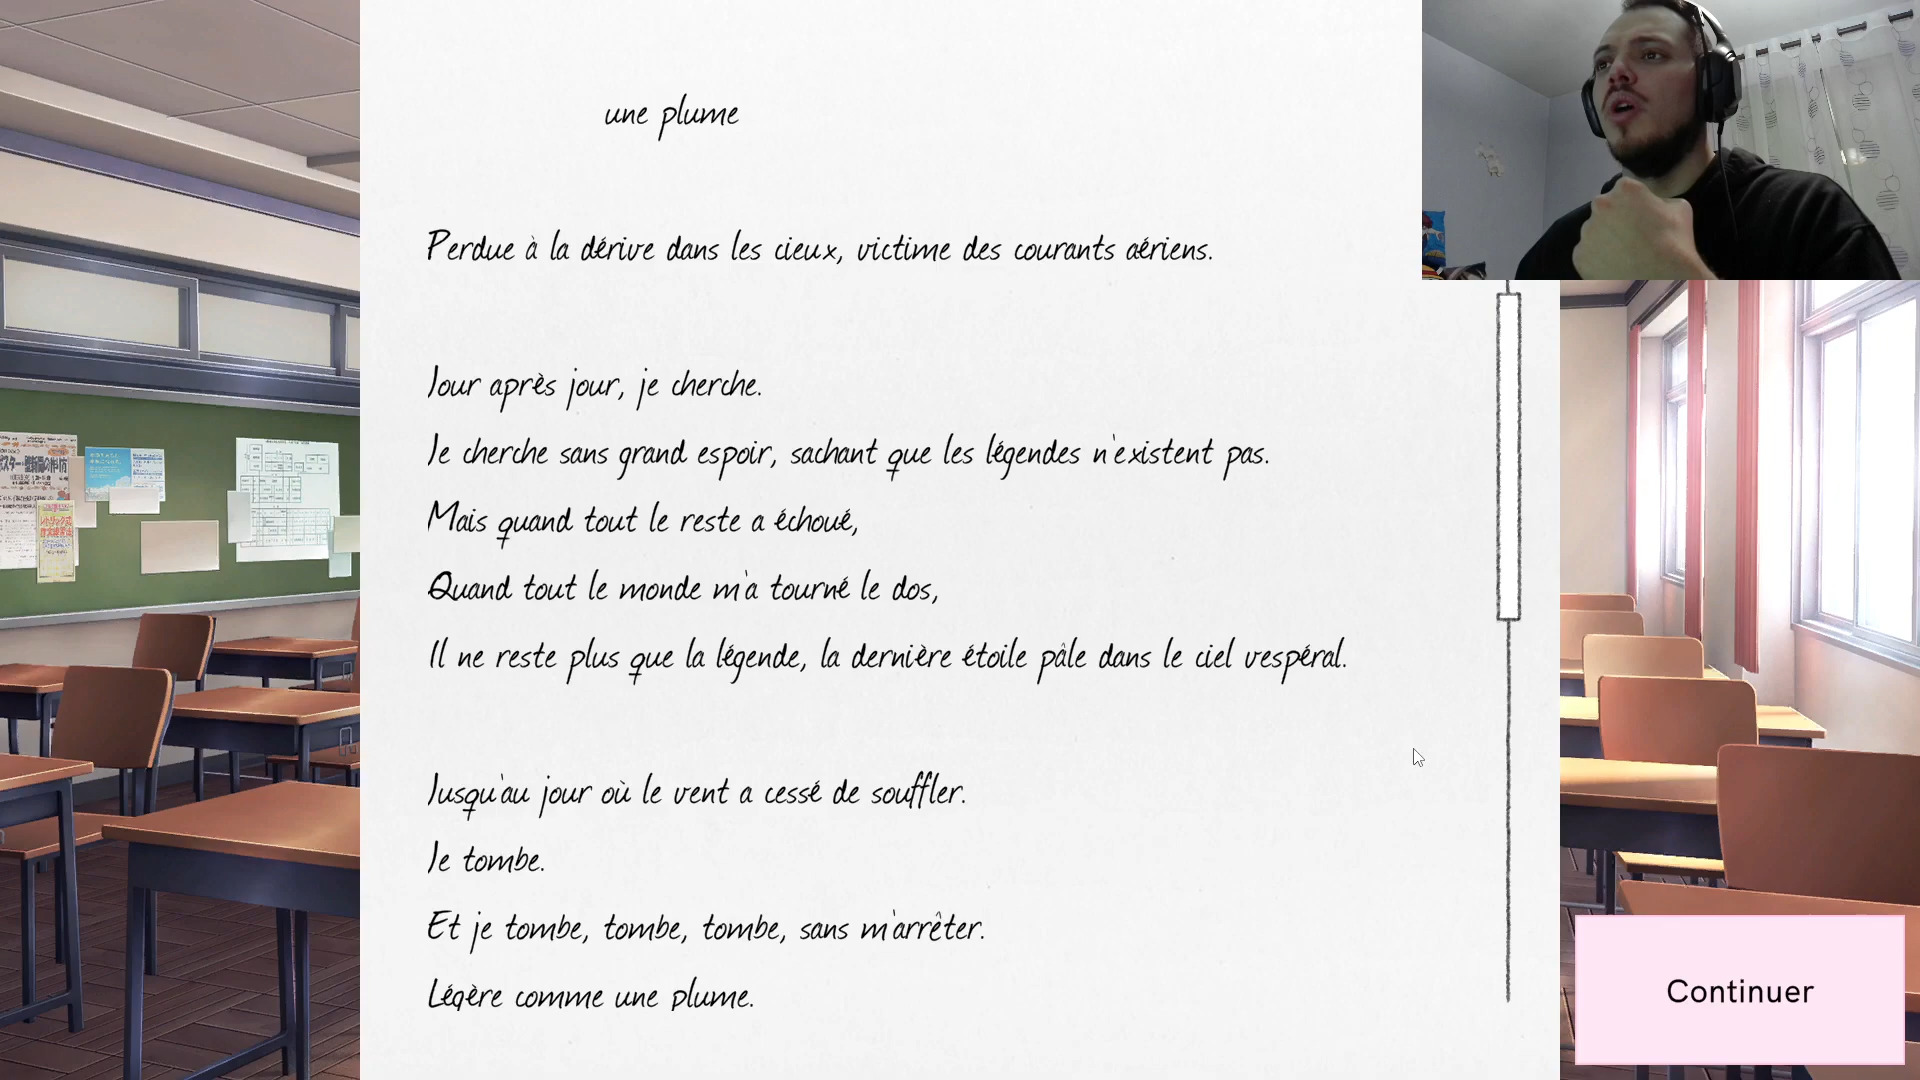 une plume
Perdue à la dérive dans les cieux, victime des courants aériens.
Jour après jour, je cherche.
Je cherche sans grand espoir, sachant que les légendes n'existent pas.
Mais quand tout le reste a échoué,
Quand tout le monde m'a tourné le dos,
Il ne reste plus que la légende, la dernière étoile pâle dans le ciel vespéral.
Jusqu'au jour où le vent a cessé de souffler.
Je tombe.
Et je tombe, tombe, tombe, sans m'arrêter.
Légère comme une plume.
Continuer